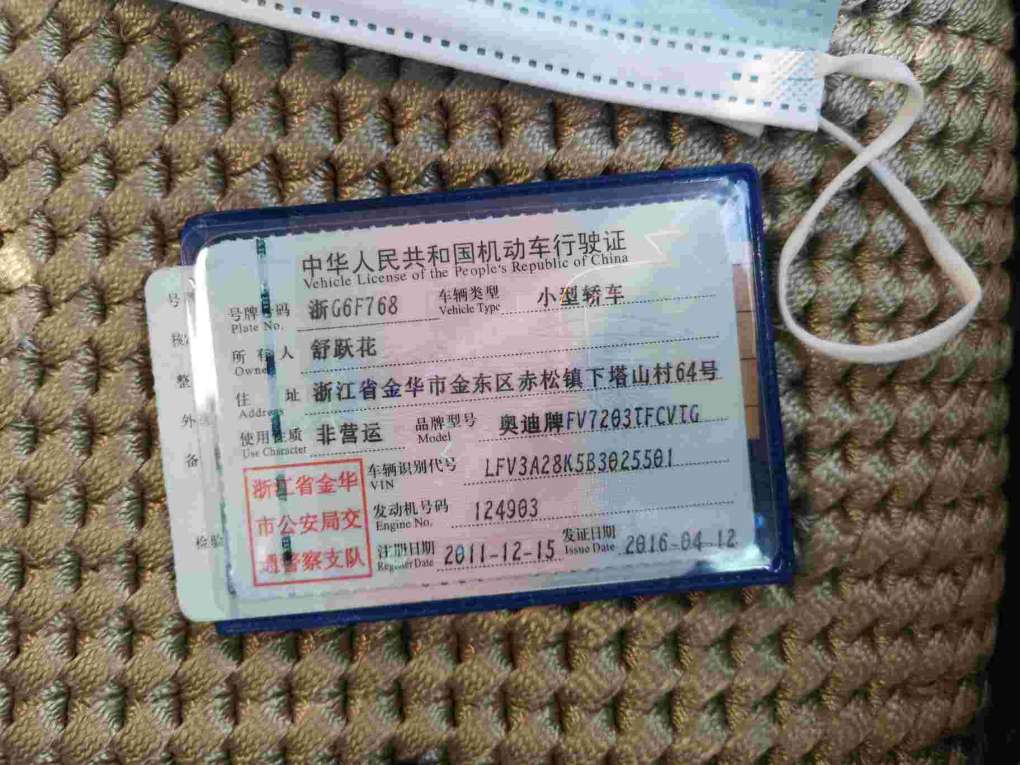 中华人民共和国机动车行驶证
Vehicle License of the People's Republic of China
号牌号码 浙G6F768 车辆类型 小型轿车
Plate No. Vehicle Type
所有人 舒跃花
Owner
住址 浙江省金华市金东区赤松镇下塔山村64号
Address
使用性质 非营运 品牌型号 奥迪牌FV7203TFCVTG
Use Character Model
车辆识别代号 LFV3A28K5B3025501
VIN
发动机号码 124903
Engine No.
注册日期 2011-12-15 发证日期 2016-04-12
Register Date Issue Date
浙江省金华
市公安局交
通警察支队
号
核
整
外
备
检验